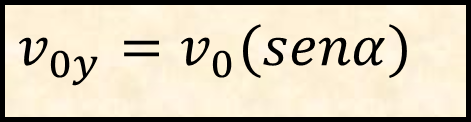 v₀y = v₀(senα)